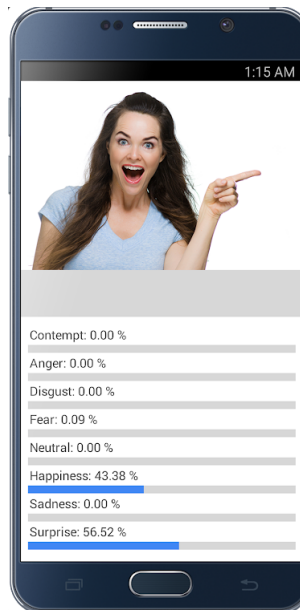 1:15 AM
Contempt: 0.00 %
Anger: 0.00 %
Disgust: 0.00 %
Fear: 0.09 %
Neutral: 0.00 %
Happiness: 43.38 %
Sadness: 0.00 %
Surprise: 56.52 %